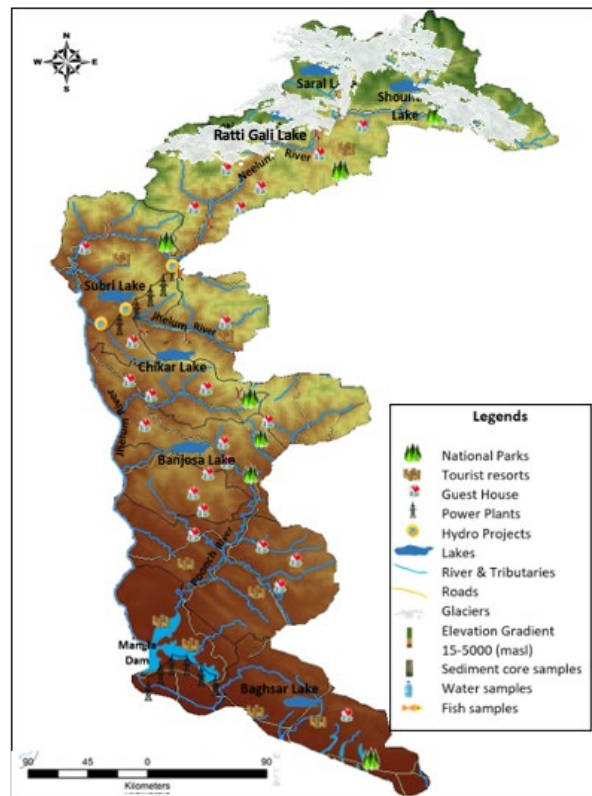 N
W E
S
Saral L
Shount
Lake
Ratti Gali Lake
Neelum River
Subri Lake
Jhelum River
Chikar Lake
Jhelum River
Banjosa Lake
Poonch River
Mangla
Dam
Baghsar Lake
Legends
National Parks
Tourist resorts
Guest House
Power Plants
Hydro Projects
Lakes
River & Tributaries
Roads
Glaciers
Elevation Gradient
15-5000 (masl)
Sediment core samples
Water samples
Fish samples
90 45 0 90
Kilometers